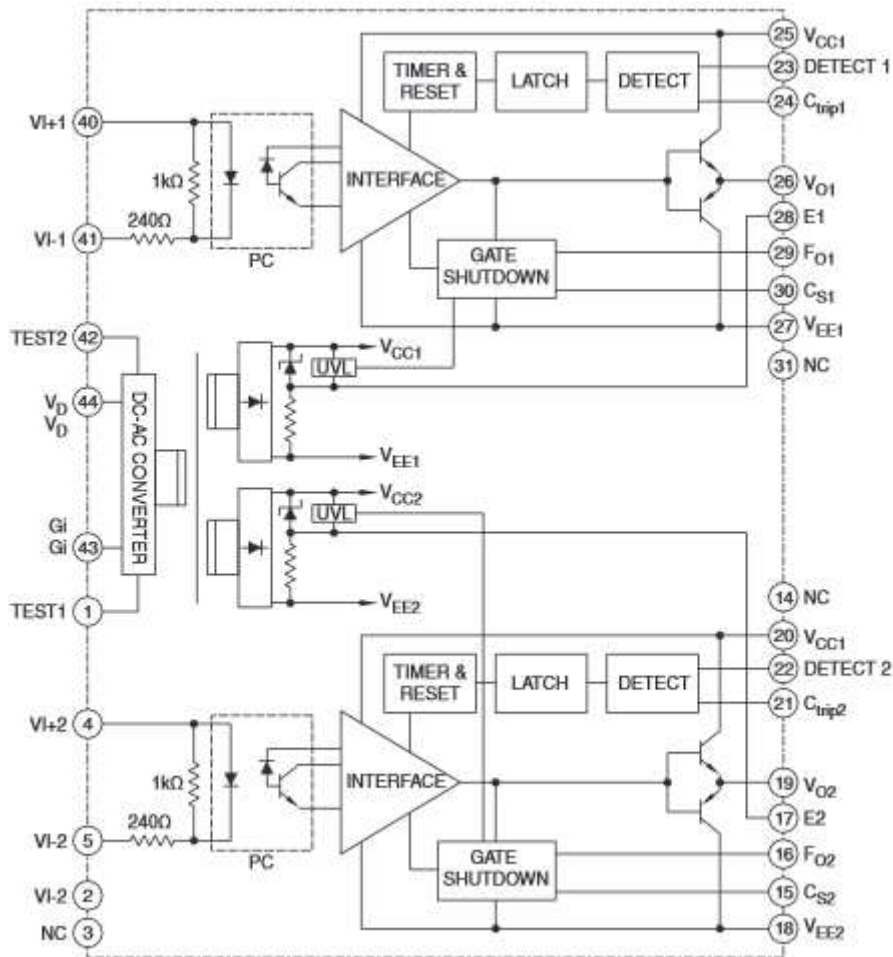 25 VCC1
23 DETECT 1
TIMER & RESET
LATCH
DETECT
24 Ctrip1
VI+1 40
1kΩ
INTERFACE
26 VO1
28 E1
240Ω
VI-1 41
PC
GATE SHUTDOWN
29 FO1
30 CS1
27 VEE1
TEST2 42
VCC1
UVL
31 NC
VD 44
VD
DC-AC CONVERTER
VEE1
VCC2
UVL
Gi
Gi 43
VEE2
14 NC
TEST1 1
20 VCC1
22 DETECT 2
TIMER & RESET
LATCH
DETECT
21 Ctrip2
VI+2 4
1kΩ
INTERFACE
19 VO2
17 E2
240Ω
VI-2 5
PC
GATE SHUTDOWN
16 FO2
15 CS2
VI-2 2
NC 3
18 VEE2